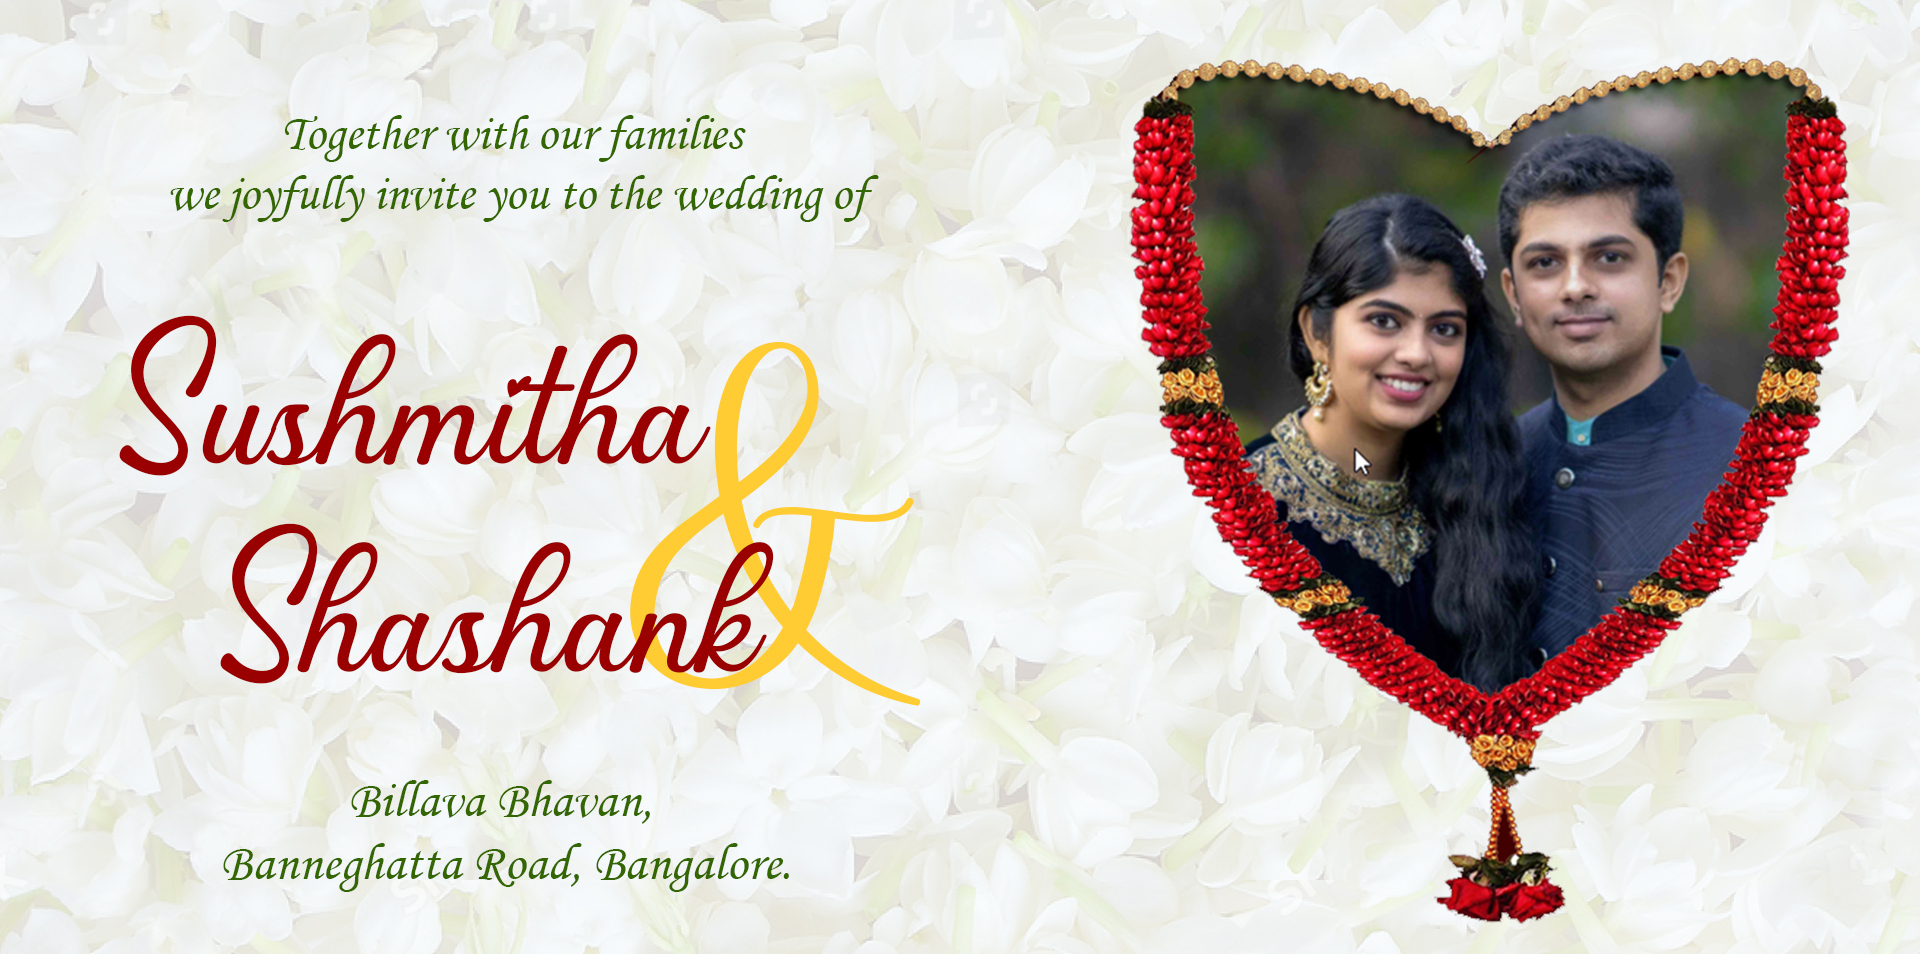 Together with our families
we joyfully invite you to the wedding of
Sushmitha
&
Shashank
Billava Bhavan,
Banneghatta Road, Bangalore.